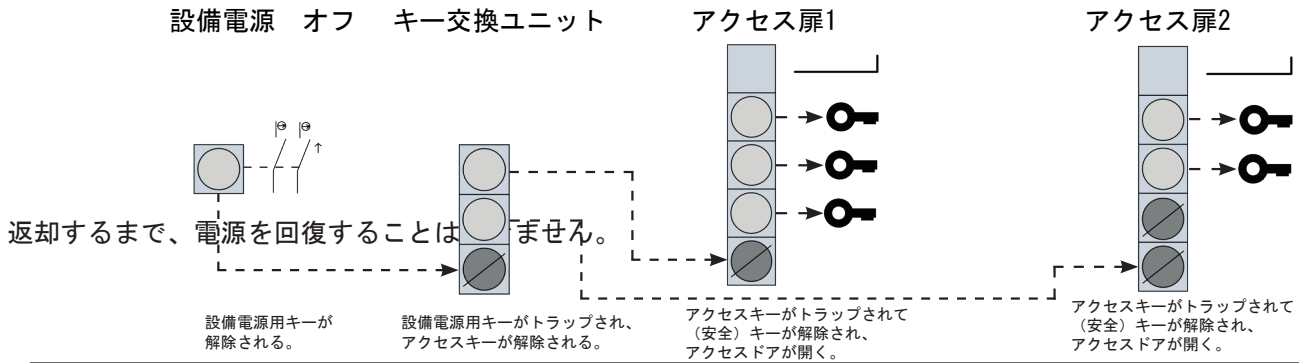 設備電源 オフ
キー交換ユニット
アクセス扉1
アクセス扉2
返却するまで、電源を回復することは ません。
設備電源用キーが
解除される。
設備電源用キーがトラップされ、
アクセスキーが解除される。
アクセスキーがトラップされて
(安全)キーが解除され、
アクセスドアが開く。
アクセスキーがトラップされて
(安全)キーが解除され、
アクセスドアが開く。